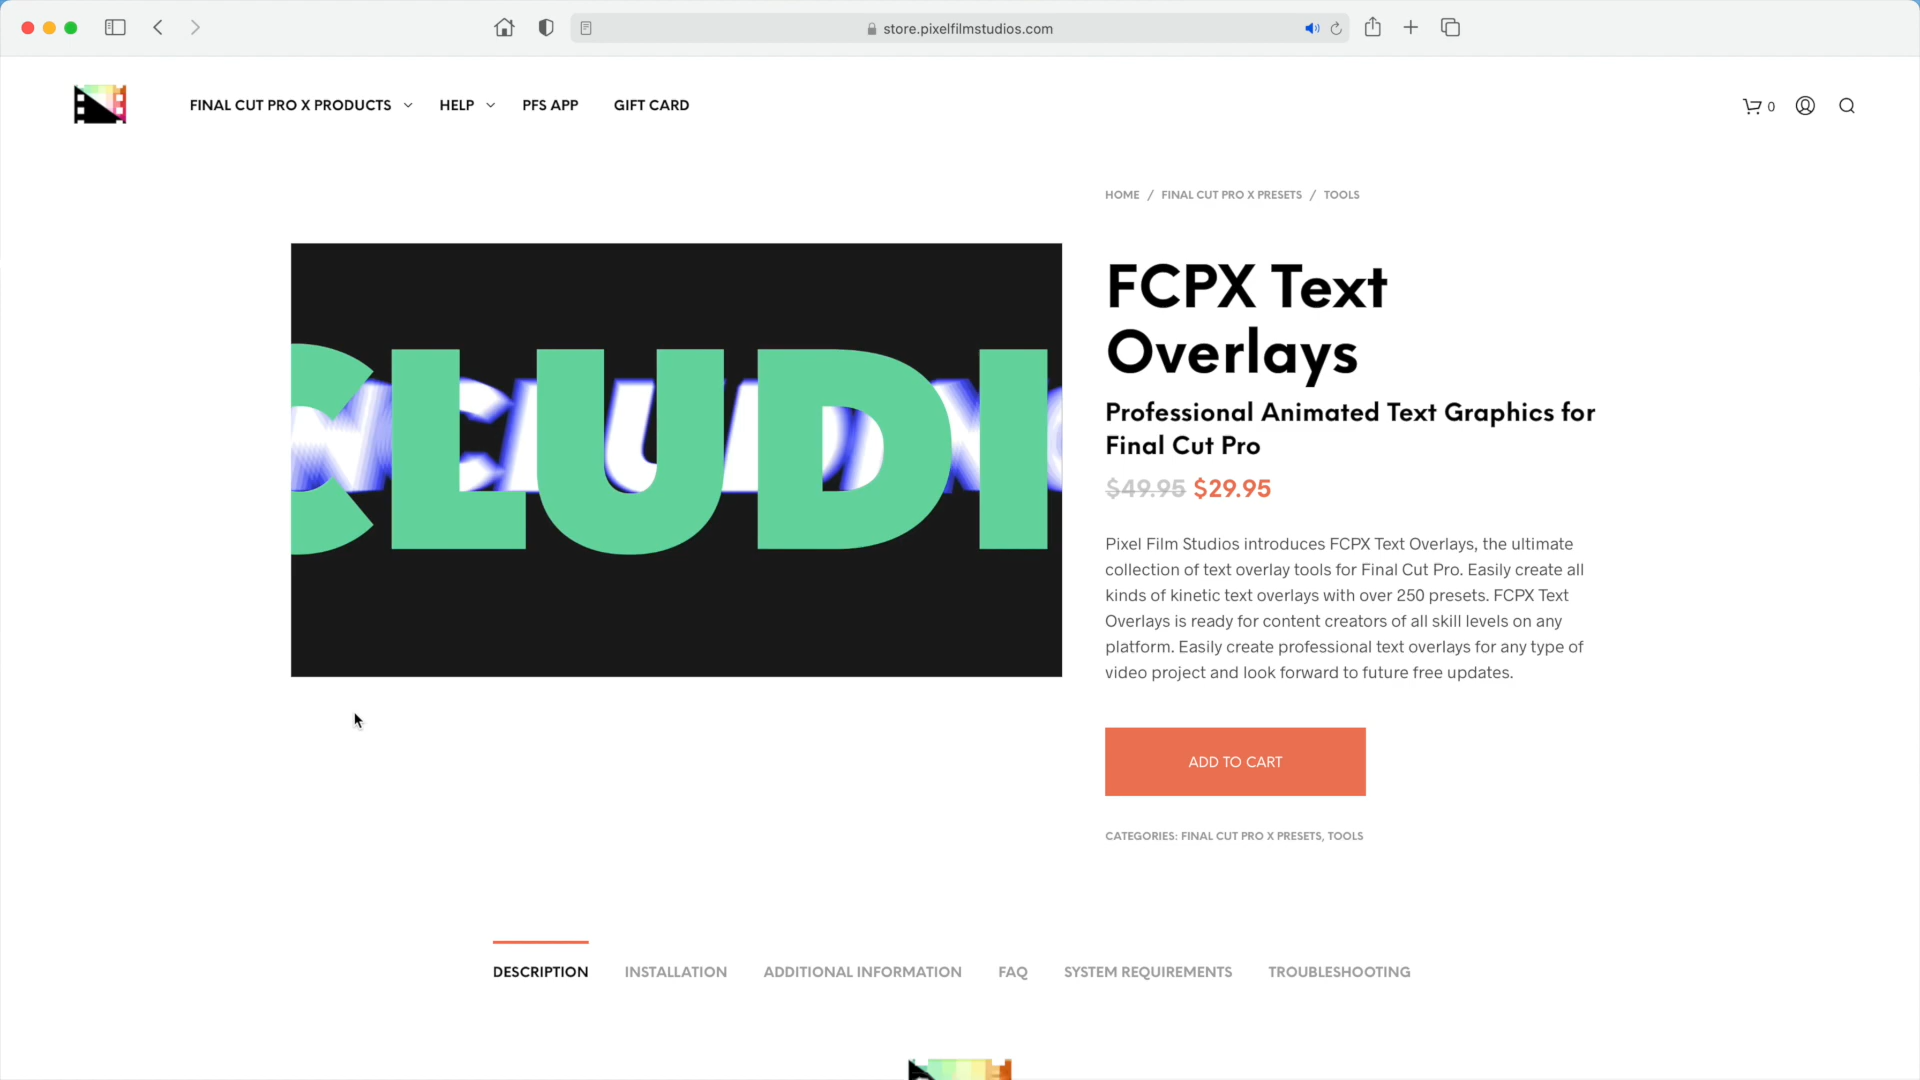 store.pixelfilmstudios.com
FINAL CUT PRO X PRODUCTS HELP PFS APP GIFT CARD
0
HOME / FINAL CUT PRO X PRESETS / TOOLS
CLUDI
FCPX Text
Overlays
Professional Animated Text Graphics for
Final Cut Pro
$49.95 $29.95
Pixel Film Studios introduces FCPX Text Overlays, the ultimate
collection of text overlay tools for Final Cut Pro. Easily create all
kinds of kinetic text overlays with over 250 presets. FCPX Text
Overlays is ready for content creators of all skill levels on any
platform. Easily create professional text overlays for any type of
video project and look forward to future free updates.
ADD TO CART
CATEGORIES: FINAL CUT PRO X PRESETS, TOOLS
DESCRIPTION INSTALLATION ADDITIONAL INFORMATION FAQ SYSTEM REQUIREMENTS TROUBLESHOOTING